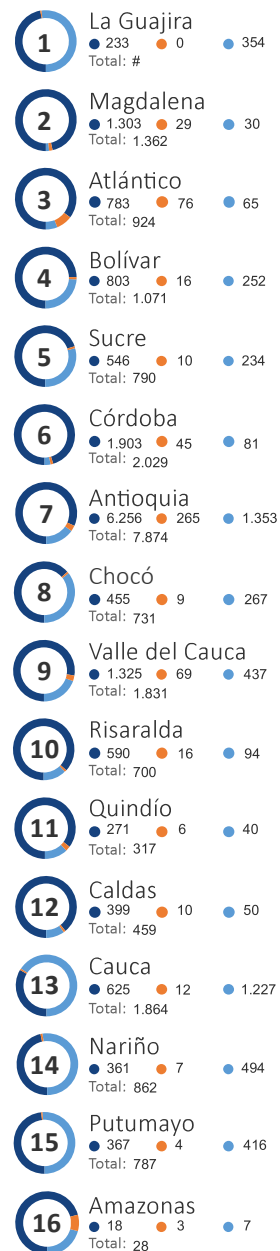 1 La Guajira
233 0 354
Total: #
2 Magdalena
1.303 29 30
Total: 1.362
3 Atlántico
783 76 65
Total: 924
4 Bolívar
803 16 252
Total: 1.071
5 Sucre
546 10 234
Total: 790
6 Córdoba
1.903 45 81
Total: 2.029
7 Antioquia
6.256 265 1.353
Total: 7.874
8 Chocó
455 9 267
Total: 731
9 Valle del Cauca
1.325 69 437
Total: 1.831
10 Risaralda
590 16 94
Total: 700
11 Quindío
271 6 40
Total: 317
12 Caldas
399 10 50
Total: 459
13 Cauca
625 12 1.227
Total: 1.864
14 Nariño
361 7 494
Total: 862
15 Putumayo
367 4 416
Total: 787
16 Amazonas
18 3 7
Total: 28